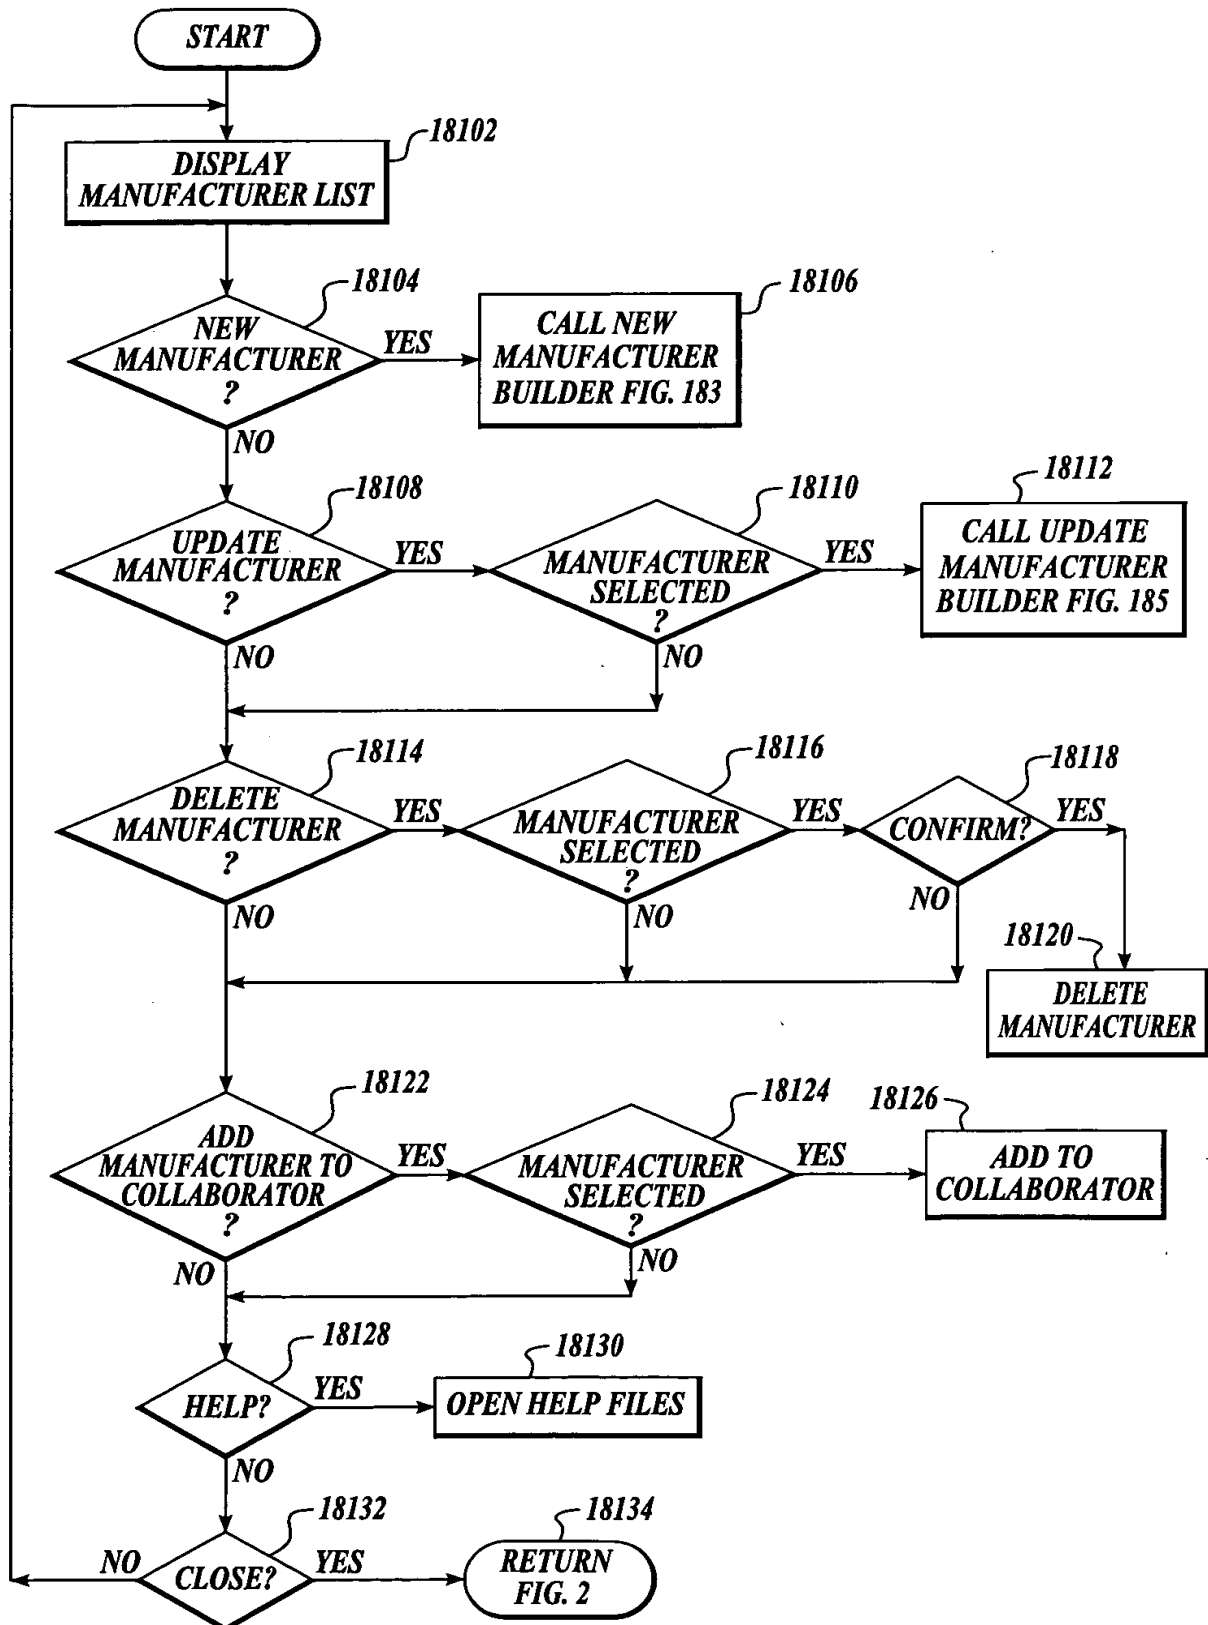 START
18102
DISPLAY
MANUFACTURER LIST
18104
NEW
MANUFACTURER
?
YES
NO
18106
CALL NEW
MANUFACTURER
BUILDER FIG. 183
18108
UPDATE
MANUFACTURER
?
YES
NO
18110
MANUFACTURER
SELECTED
?
YES
NO
18112
CALL UPDATE
MANUFACTURER
BUILDER FIG. 185
18114
DELETE
MANUFACTURER
?
YES
NO
18116
MANUFACTURER
SELECTED
?
YES
NO
18118
CONFIRM?
YES
NO
18120
DELETE
MANUFACTURER
18122
ADD
MANUFACTURER TO
COLLABORATOR
?
YES
NO
18124
MANUFACTURER
SELECTED
?
YES
NO
18126
ADD TO
COLLABORATOR
18128
HELP?
YES
NO
18130
OPEN HELP FILES
18132
CLOSE?
NO
YES
18134
RETURN
FIG. 2